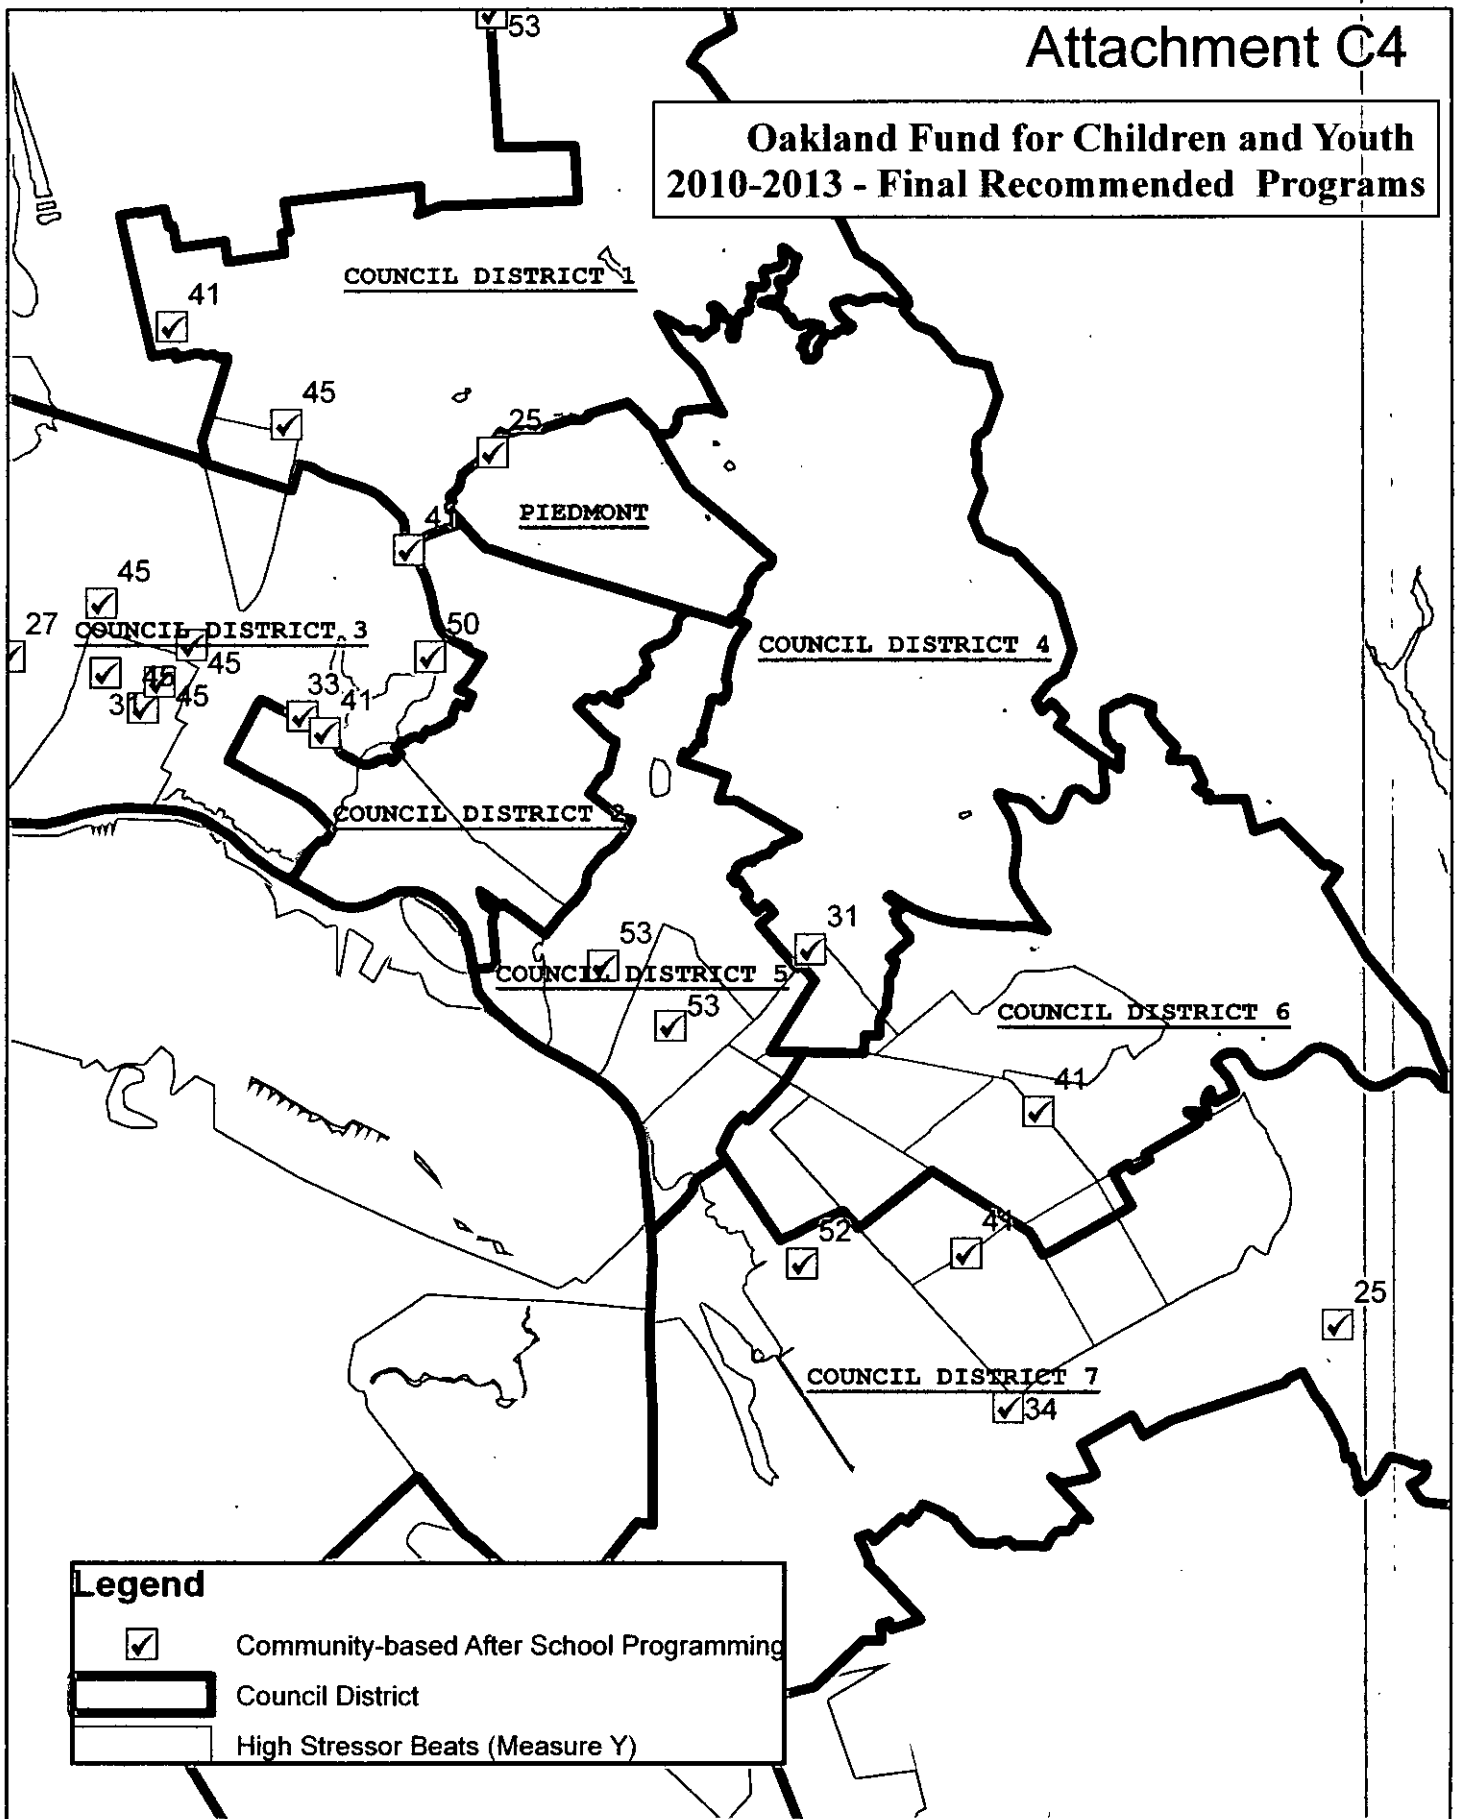 53
Attachment C4
Oakland Fund for Children and Youth
2010-2013 - Final Recommended Programs
COUNCIL DISTRICT 1
41
45
25
PIEDMONT
45
27
COUNCIL DISTRICT 3
50
COUNCIL DISTRICT 4
45
45
31
33
41
COUNCIL DISTRICT 2
31
53
COUNCIL DISTRICT 5
53
COUNCIL DISTRICT 6
41
52
25
COUNCIL DISTRICT 7
34
Legend
Community-based After School Programming
Council District
High Stressor Beats (Measure Y)